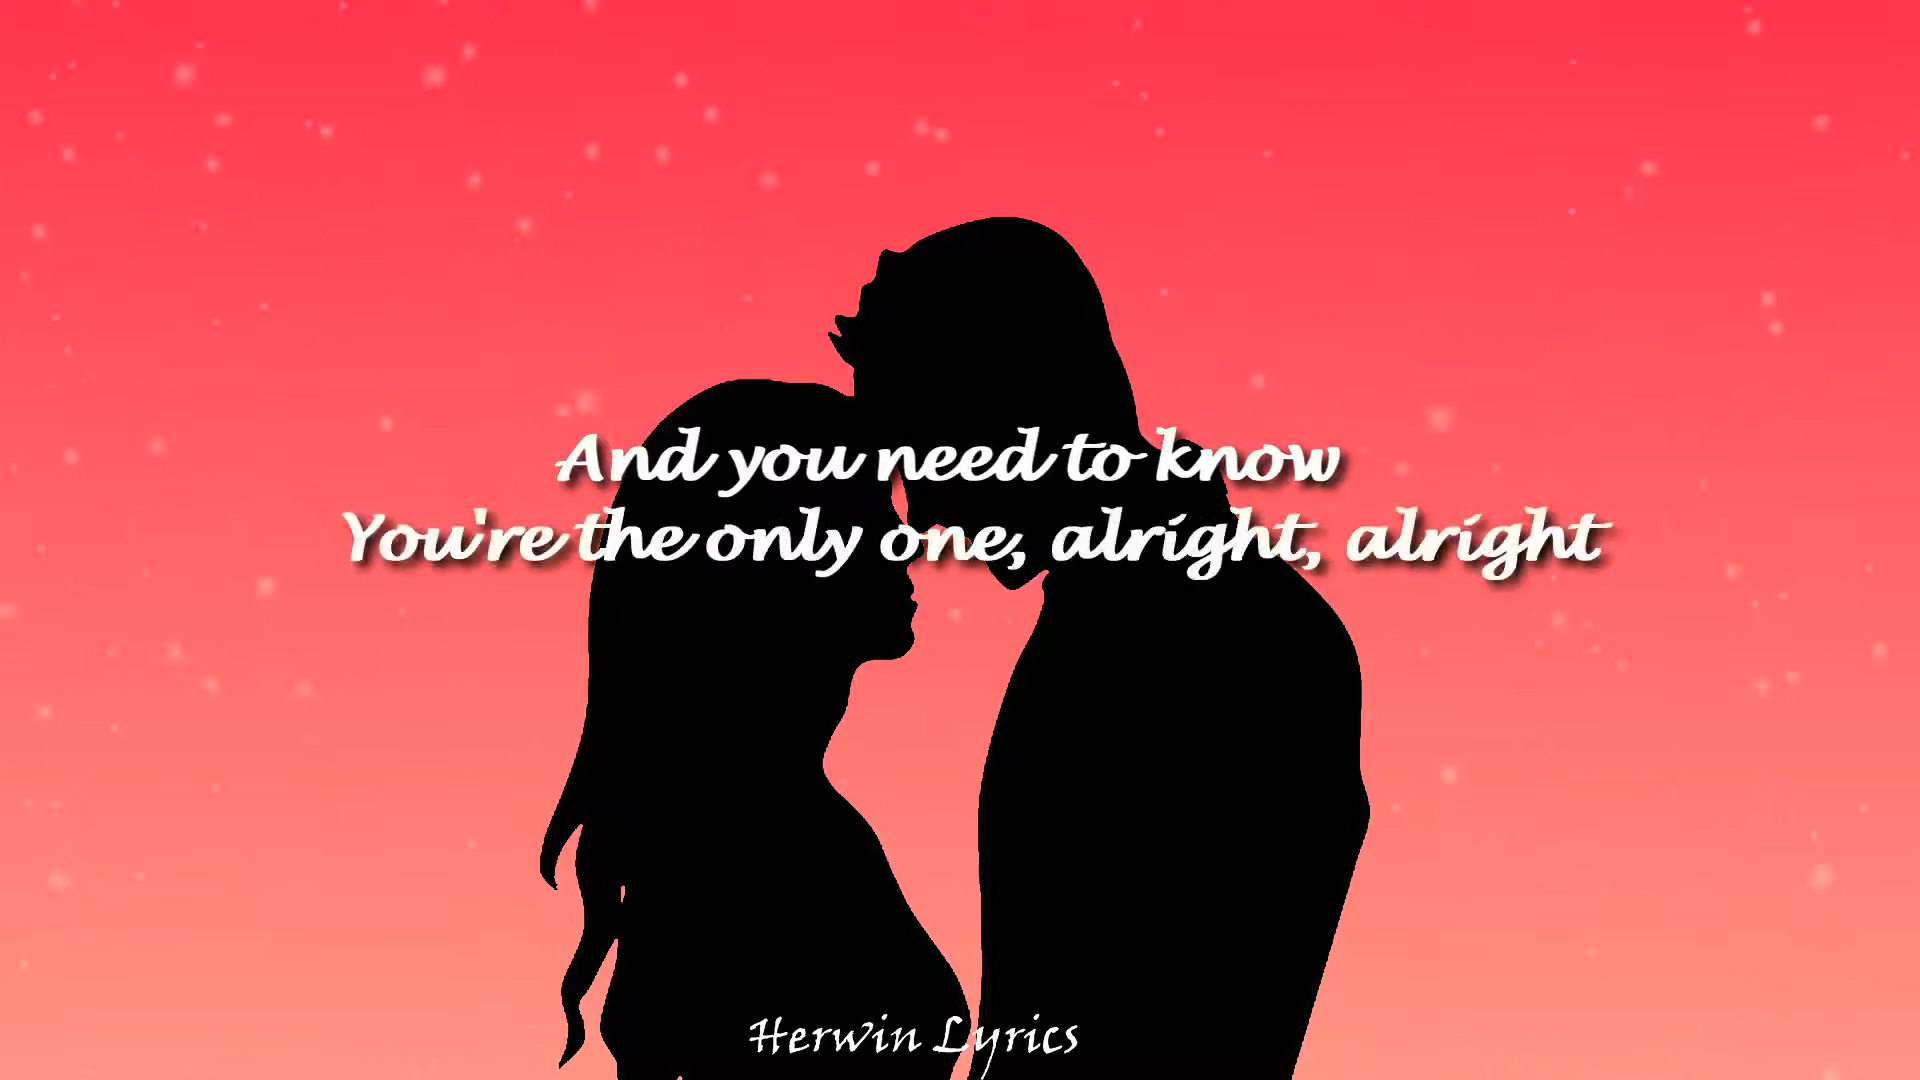 And you need to know
You're the only one, alright, alright
Herwin Lyrics